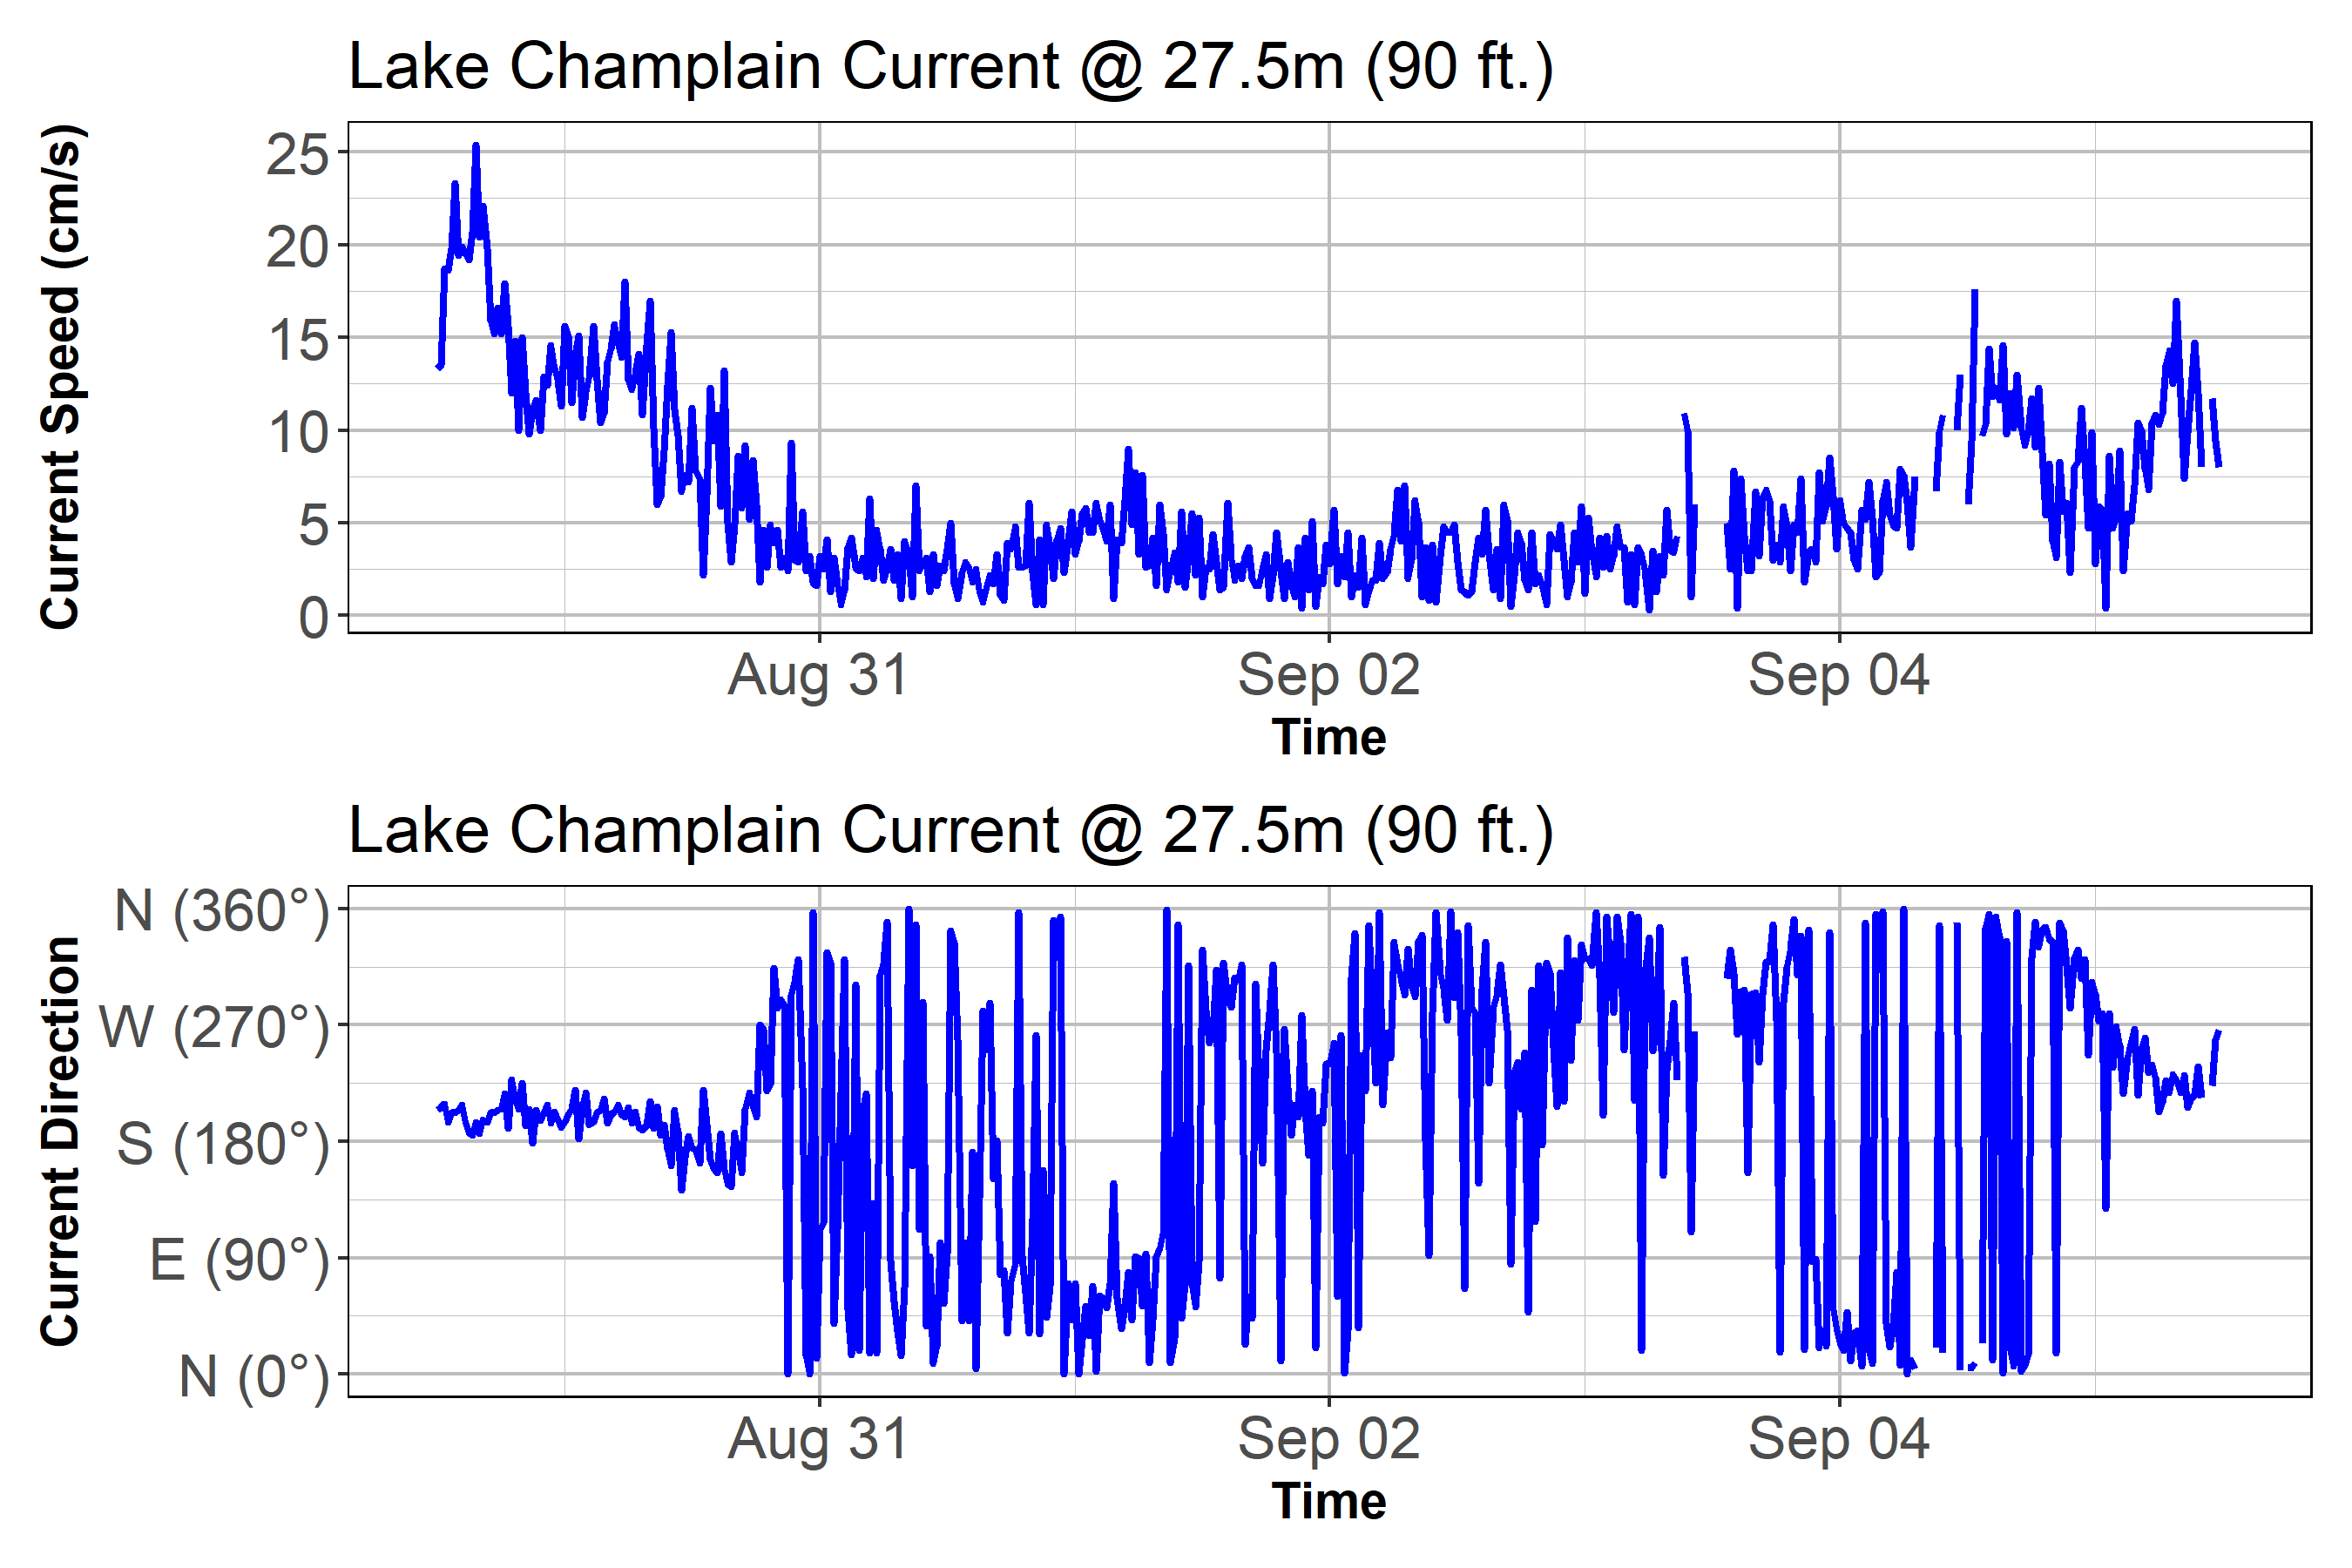 Lake Champlain Current @ 27.5m (90 ft.)
Current Speed (cm/s)
25
20
15
10
5
0
Aug 31 Sep 02 Sep 04
Time
Lake Champlain Current @ 27.5m (90 ft.)
Current Direction
N (360°)
W (270°)
S (180°)
E (90°)
N (0°)
Aug 31 Sep 02 Sep 04
Time